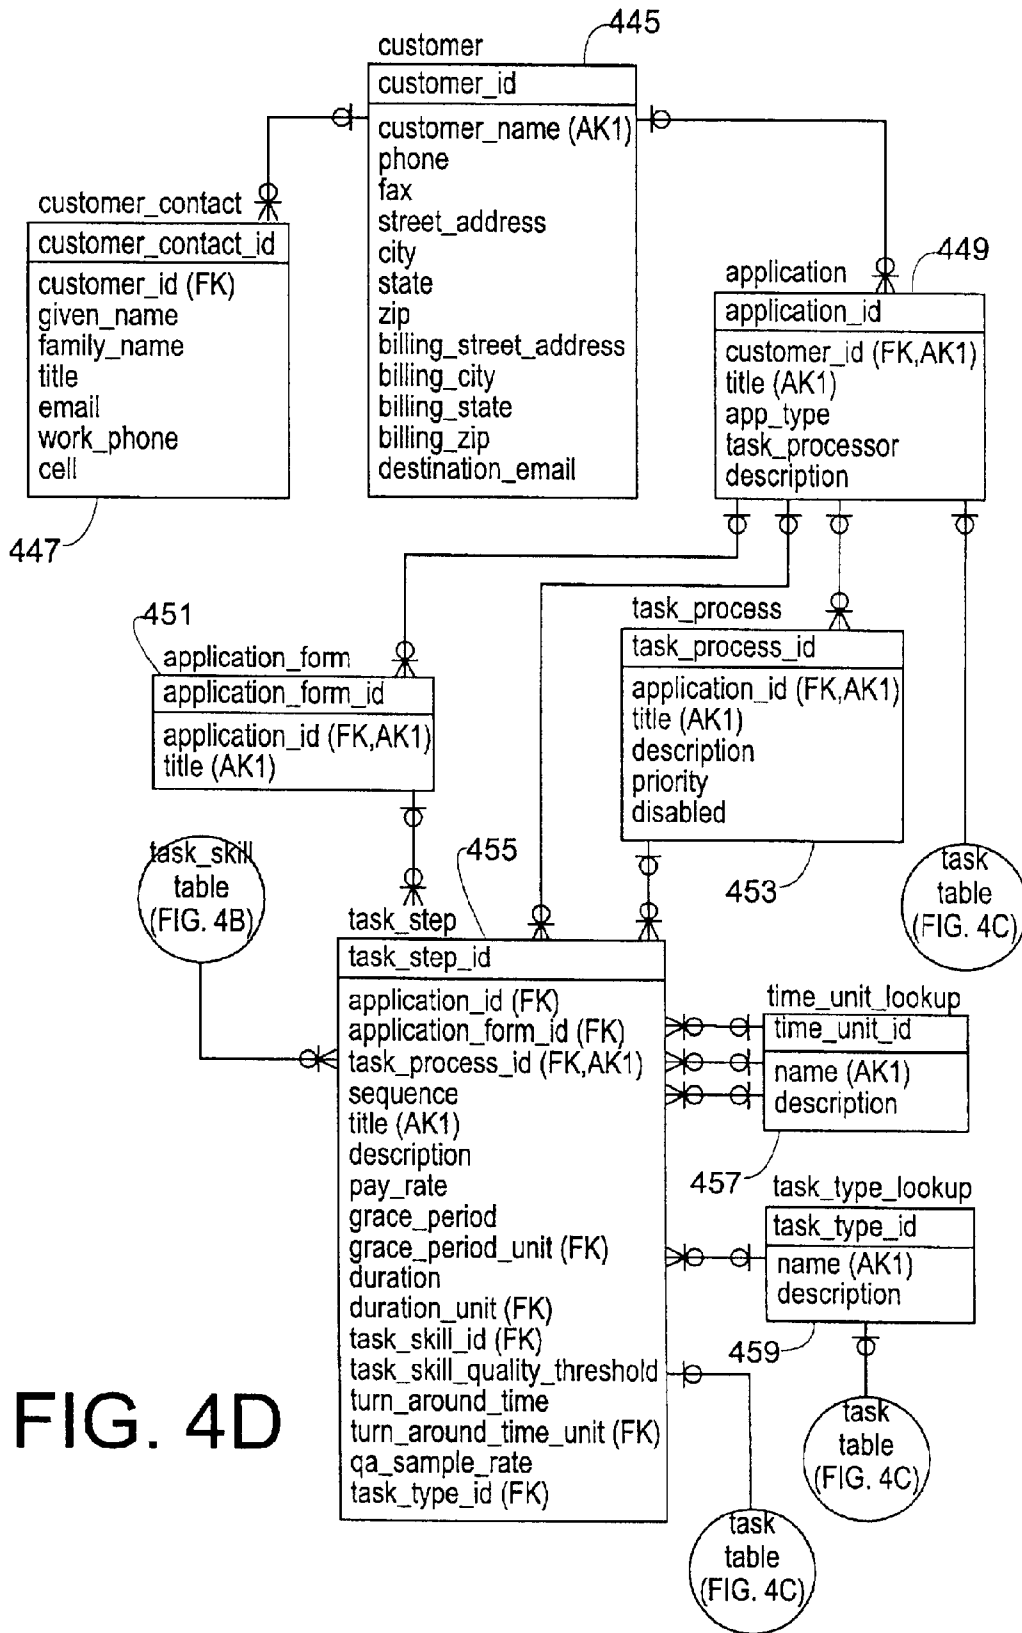 customer
445
customer_id
customer_name (AK1)
phone
fax
street_address
city
state
zip
billing_street_address
billing_city
billing_state
billing_zip
destination_email
customer_contact
customer_contact_id
customer_id (FK)
given_name
family_name
title
email
work_phone
cell
447
application
449
application_id
customer_id (FK,AK1)
title (AK1)
app_type
task_processor
description
451
application_form
application_form_id
application_id (FK,AK1)
title (AK1)
task_process
task_process_id
application_id (FK,AK1)
title (AK1)
description
priority
disabled
453
task
table
(FIG. 4C)
task_skill
table
(FIG. 4B)
455
task_step
task_step_id
application_id (FK)
application_form_id (FK)
task_process_id (FK,AK1)
sequence
title (AK1)
description
pay_rate
grace_period
grace_period_unit (FK)
duration
duration_unit (FK)
task_skill_id (FK)
task_skill_quality_threshold
turn_around_time
turn_around_time_unit (FK)
qa_sample_rate
task_type_id (FK)
time_unit_lookup
time_unit_id
name (AK1)
description
457
task_type_lookup
task_type_id
name (AK1)
description
459
task
table
(FIG. 4C)
task
table
(FIG. 4C)
FIG. 4D